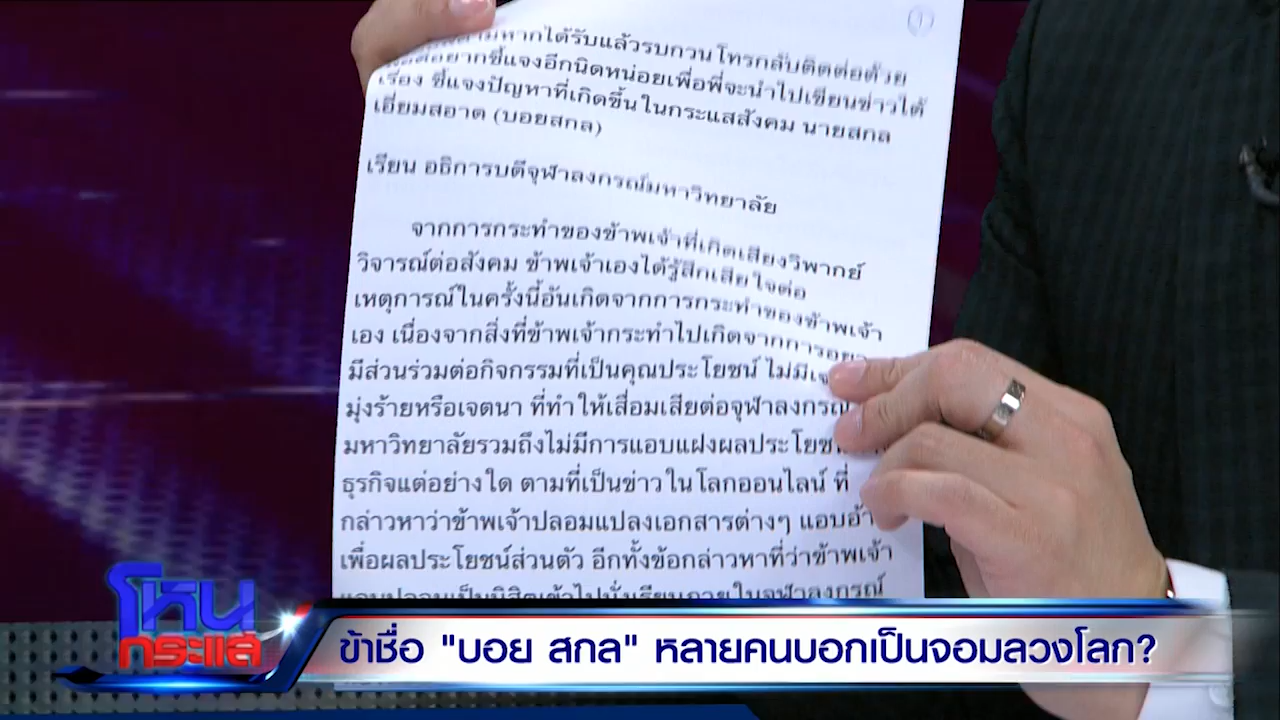 1
หากได้รับแล้วรบกวนโทรกลับติดต่อด้วย
อยากชี้แจงอีกนิดหน่อยเพื่อพี่จะนำไปเขียนข่าวได้
เรื่อง ชี้แจงปัญหาที่เกิดขึ้นในกระแสสังคม นายสกล
เอี่ยมสอาด (บอยสกล)
เรียน อธิการบดีจุฬาลงกรณ์มหาวิทยาลัย
จากการกระทำของข้าพเจ้าที่เกิดเสียงวิพากย์
วิจารณ์ต่อสังคม ข้าพเจ้าเองได้รู้สึกเสียใจต่อ
เหตุการณ์ในครั้งนี้อันเกิดจากการกระทำของข้าพเจ้า
เอง เนื่องจากสิ่งที่ข้าพเจ้ากระทำไปเกิดจากการ
มีส่วนร่วมต่อกิจกรรมที่เป็นคุณประโยชน์ ไม่มี
มุ่งร้ายหรือเจตนา ที่ทำให้เสื่อมเสียต่อจุฬาลงกรณ์
มหาวิทยาลัยรวมถึงไม่มีการแอบแฝงผลประโยช
ธุรกิจแต่อย่างใด ตามที่เป็นข่าวในโลกออนไลน์ ที่
กล่าวหาว่าข้าพเจ้าปลอมแปลงเอกสารต่างๆ แอบอ้า
เพื่อผลประโยชน์ส่วนตัว อีกทั้งข้อกล่าวหาที่ว่าข้าพเจ้า
แอบปลอมเป็นนิสิตเข้าไปนั่งเรียนภายในจุฬาลงกรณ์
โหนกระแส
ข้าชื่อ "บอย สกล" หลายคนบอกเป็นจอมลวงโลก?